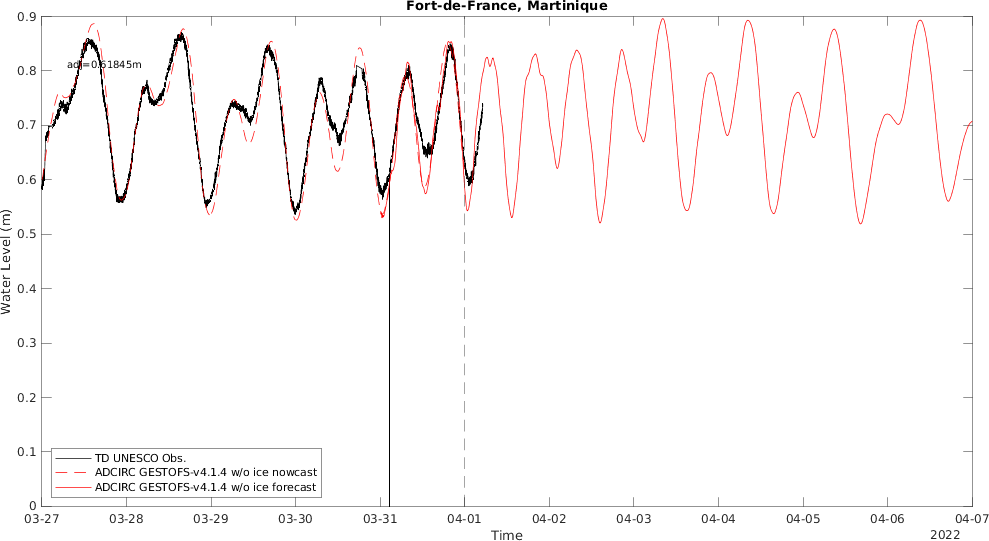 Fort-de-France, Martinique
0.9
0.8
0.7
0.6
0.5
0.4
0.3
0.2
0.1
0
Water Level (m)
adj=0.61845m
TD UNESCO Obs.
ADCIRC GESTOFS-v4.1.4 w/o ice nowcast
ADCIRC GESTOFS-v4.1.4 w/o ice forecast
03-27 03-28 03-29 03-30 03-31 04-01 04-02 04-03 04-04 04-05 04-06 04-07
Time
2022